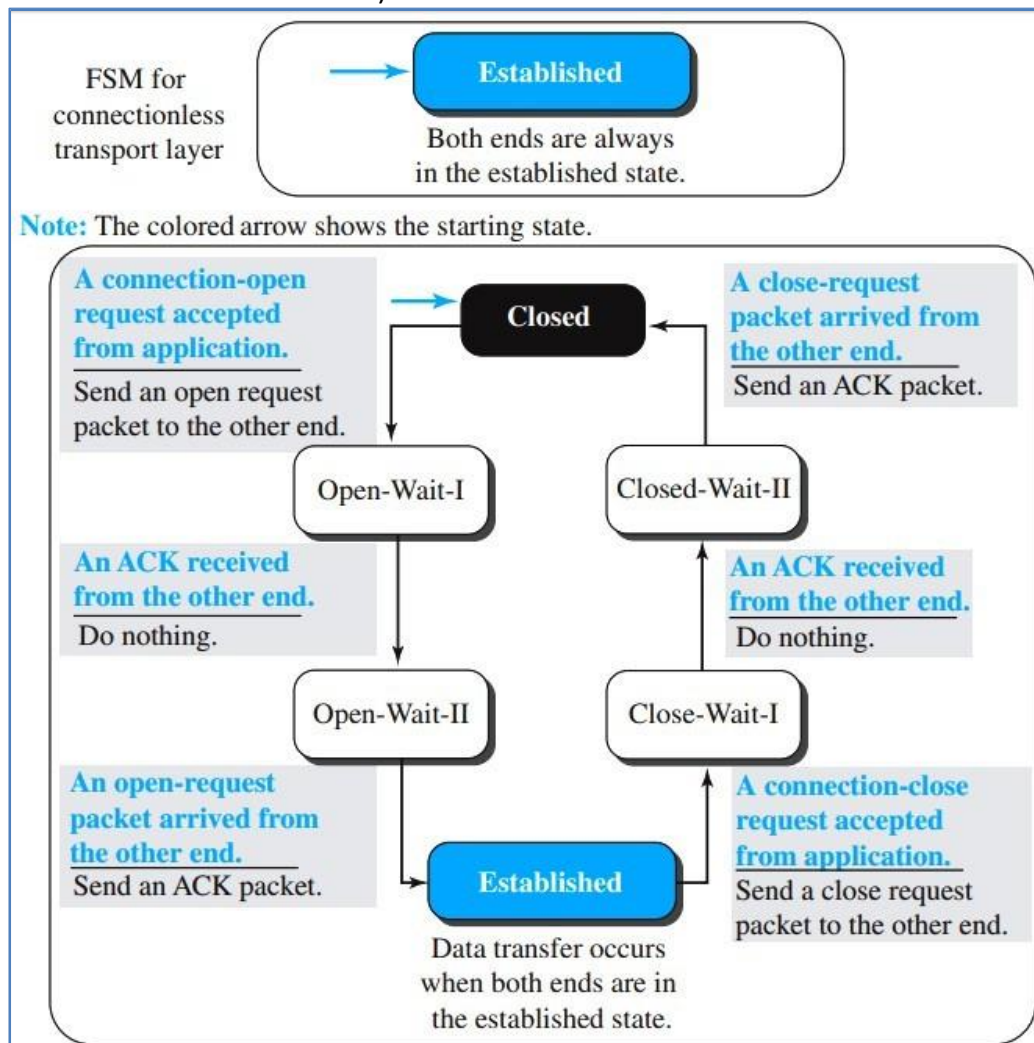 FSM for
connectionless
transport layer
Established
Both ends are always
in the established state.
Note: The colored arrow shows the starting state.
A connection-open
request accepted
from application.
Send an open request
packet to the other end.
Closed
A close-request
packet arrived from
the other end.
Send an ACK packet.
Open-Wait-I
Closed-Wait-II
An ACK received
from the other end.
Do nothing.
An ACK received
from the other end.
Do nothing.
Open-Wait-II
Close-Wait-I
An open-request
packet arrived from
the other end.
Send an ACK packet.
Established
Data transfer occurs
when both ends are in
the established state.
A connection-close
request accepted
from application.
Send a close request
packet to the other end.